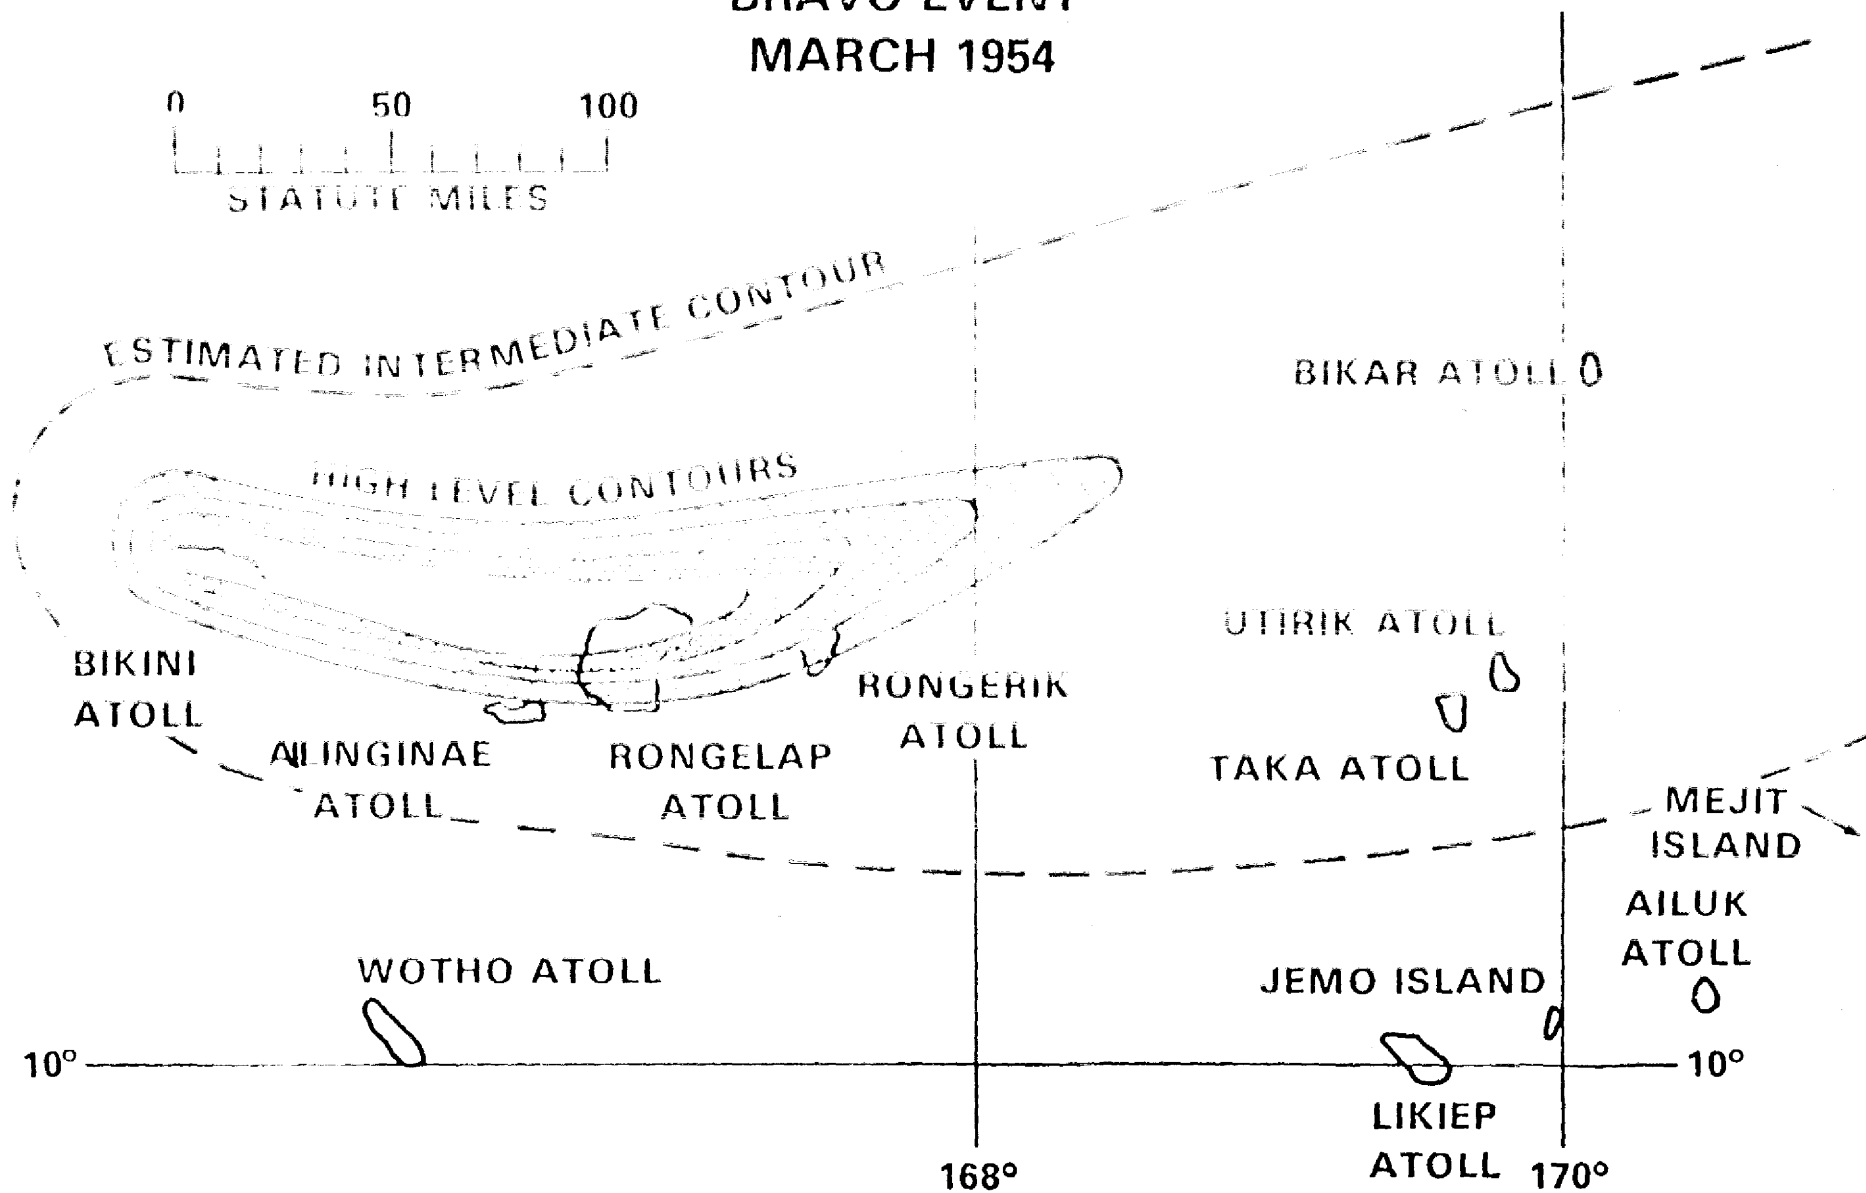 BRAVO EVENT
MARCH 1954
0 50 100
STATUTE MILES
ESTIMATED INTERMEDIATE CONTOUR
BIKAR ATOLL
HIGH LEVEL CONTOURS
UTIRIK ATOLL
BIKINI
ATOLL
RONGERIK
ATOLL
AILINGINAE
ATOLL
RONGELAP
ATOLL
TAKA ATOLL
MEJIT
ISLAND
AILUK
ATOLL
WOTHO ATOLL
JEMO ISLAND
10° 10°
LIKIEP
ATOLL
168° 170°